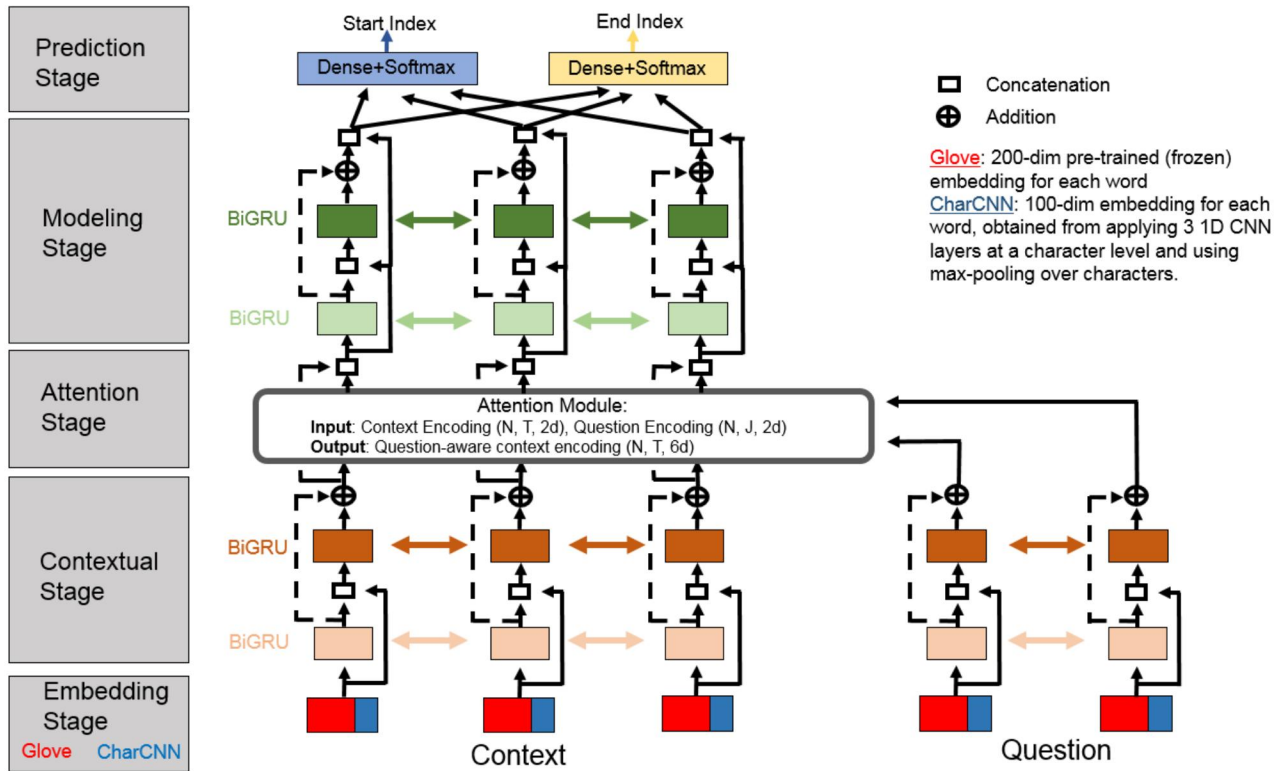 Prediction
Stage
Modeling
Stage
Attention
Stage
Contextual
Stage
Embedding
Stage
Glove CharCNN
Start Index
End Index
Dense+Softmax
Dense+Softmax
BiGRU
BiGRU
Attention Module:
Input: Context Encoding (N, T, 2d), Question Encoding (N, J, 2d)
Output: Question-aware context encoding (N, T, 6d)
BiGRU
BiGRU
Context
Question
Concatenation
Addition
Glove: 200-dim pre-trained (frozen)
embedding for each word
CharCNN: 100-dim embedding for each
word, obtained from applying 3 1D CNN
layers at a character level and using
max-pooling over characters.